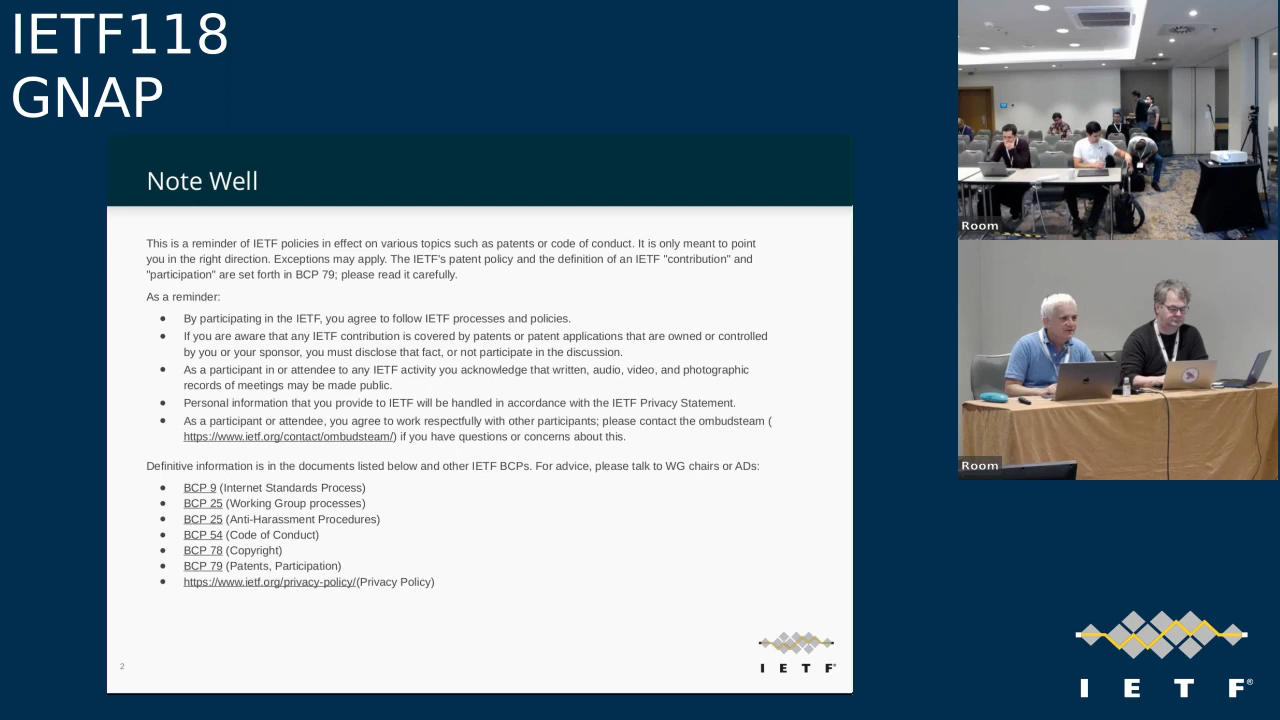 IETF118
GNAP
Note Well
This is a reminder of IETF policies in effect on various topics such as patents or code of conduct. It is only meant to point
you in the right direction. Exceptions may apply. The IETF's patent policy and the definition of an IETF "contribution" and
"participation" are set forth in BCP 79; please read it carefully.
As a reminder:
● By participating in the IETF, you agree to follow IETF processes and policies.
● If you are aware that any IETF contribution is covered by patents or patent applications that are owned or controlled
by you or your sponsor, you must disclose that fact, or not participate in the discussion.
● As a participant in or attendee to any IETF activity you acknowledge that written, audio, video, and photographic
records of meetings may be made public.
● Personal information that you provide to IETF will be handled in accordance with the IETF Privacy Statement.
● As a participant or attendee, you agree to work respectfully with other participants; please contact the ombudsteam (
https://www.ietf.org/contact/ombudsteam/) if you have questions or concerns about this.
Definitive information is in the documents listed below and other IETF BCPs. For advice, please talk to WG chairs or ADs:
● BCP 9 (Internet Standards Process)
● BCP 25 (Working Group processes)
● BCP 25 (Anti-Harassment Procedures)
● BCP 54 (Code of Conduct)
● BCP 78 (Copyright)
● BCP 79 (Patents, Participation)
● https://www.ietf.org/privacy-policy/(Privacy Policy)
2
I E T F®
Room
Room
I E T F®